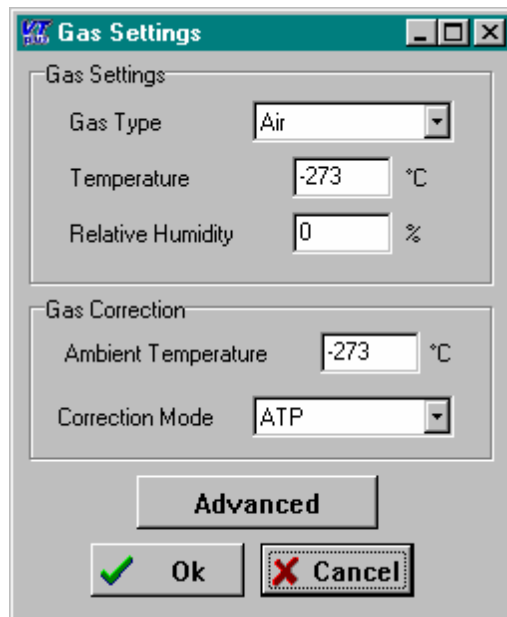 Gas Settings
Gas Settings
Gas Type Air
Temperature -273 °C
Relative Humidity 0 %
Gas Correction
Ambient Temperature -273 °C
Correction Mode ATP
Advanced
Ok Cancel